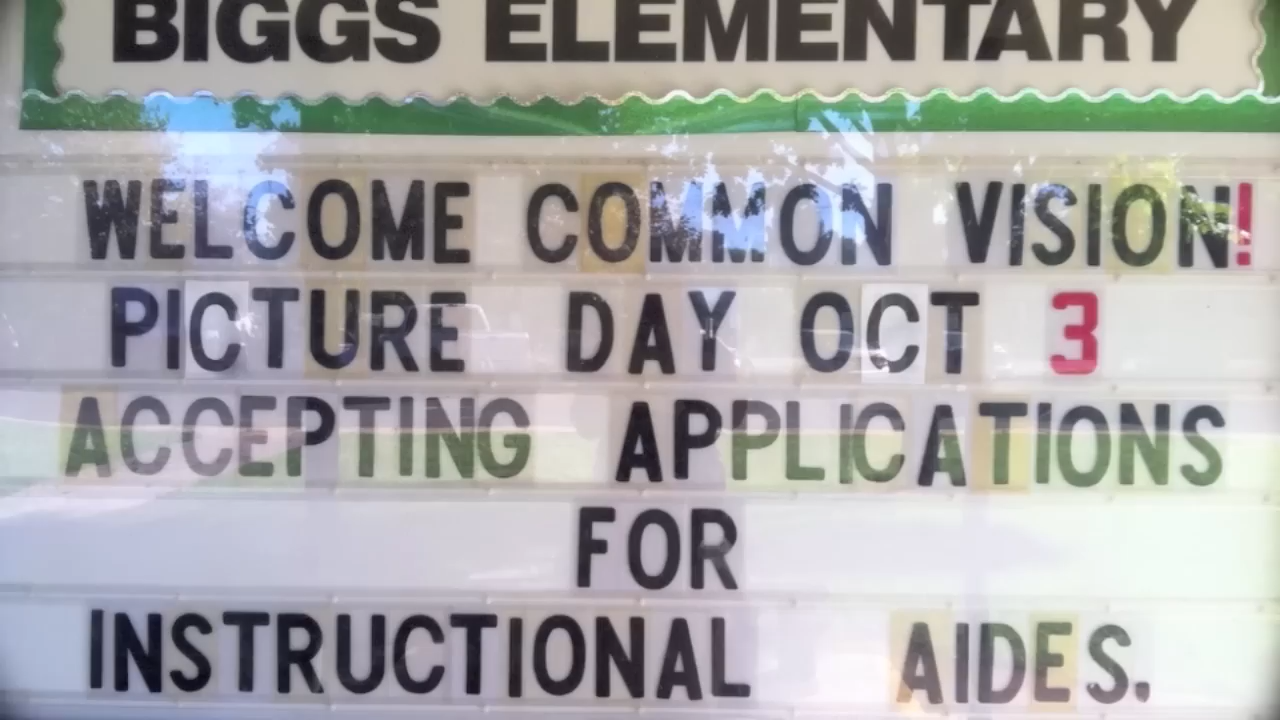 BIGGS ELEMENTARY
WELCOME COMMON VISION!
PICTURE DAY OCT 3
ACCEPTING APPLICATIONS
FOR
INSTRUCTIONAL AIDES.